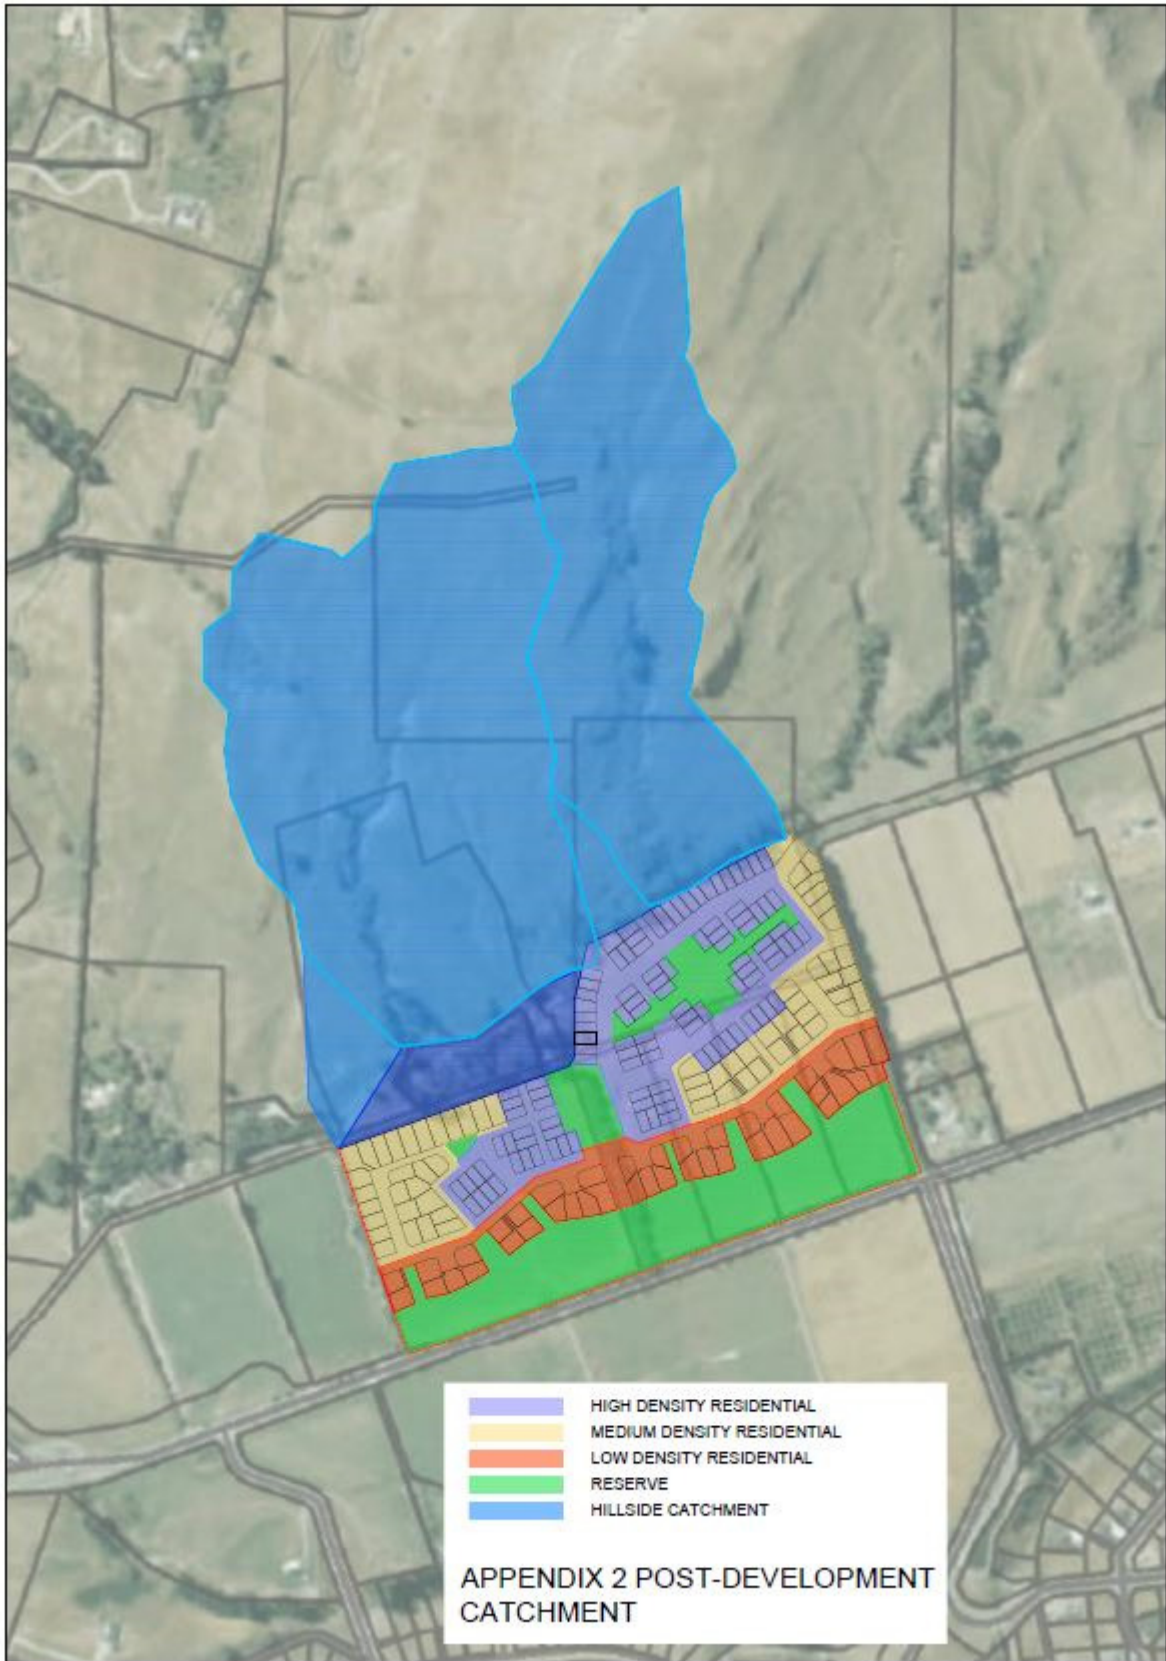 HIGH DENSITY RESIDENTIAL
MEDIUM DENSITY RESIDENTIAL
LOW DENSITY RESIDENTIAL
RESERVE
HILLSIDE CATCHMENT
APPENDIX 2 POST-DEVELOPMENT
CATCHMENT